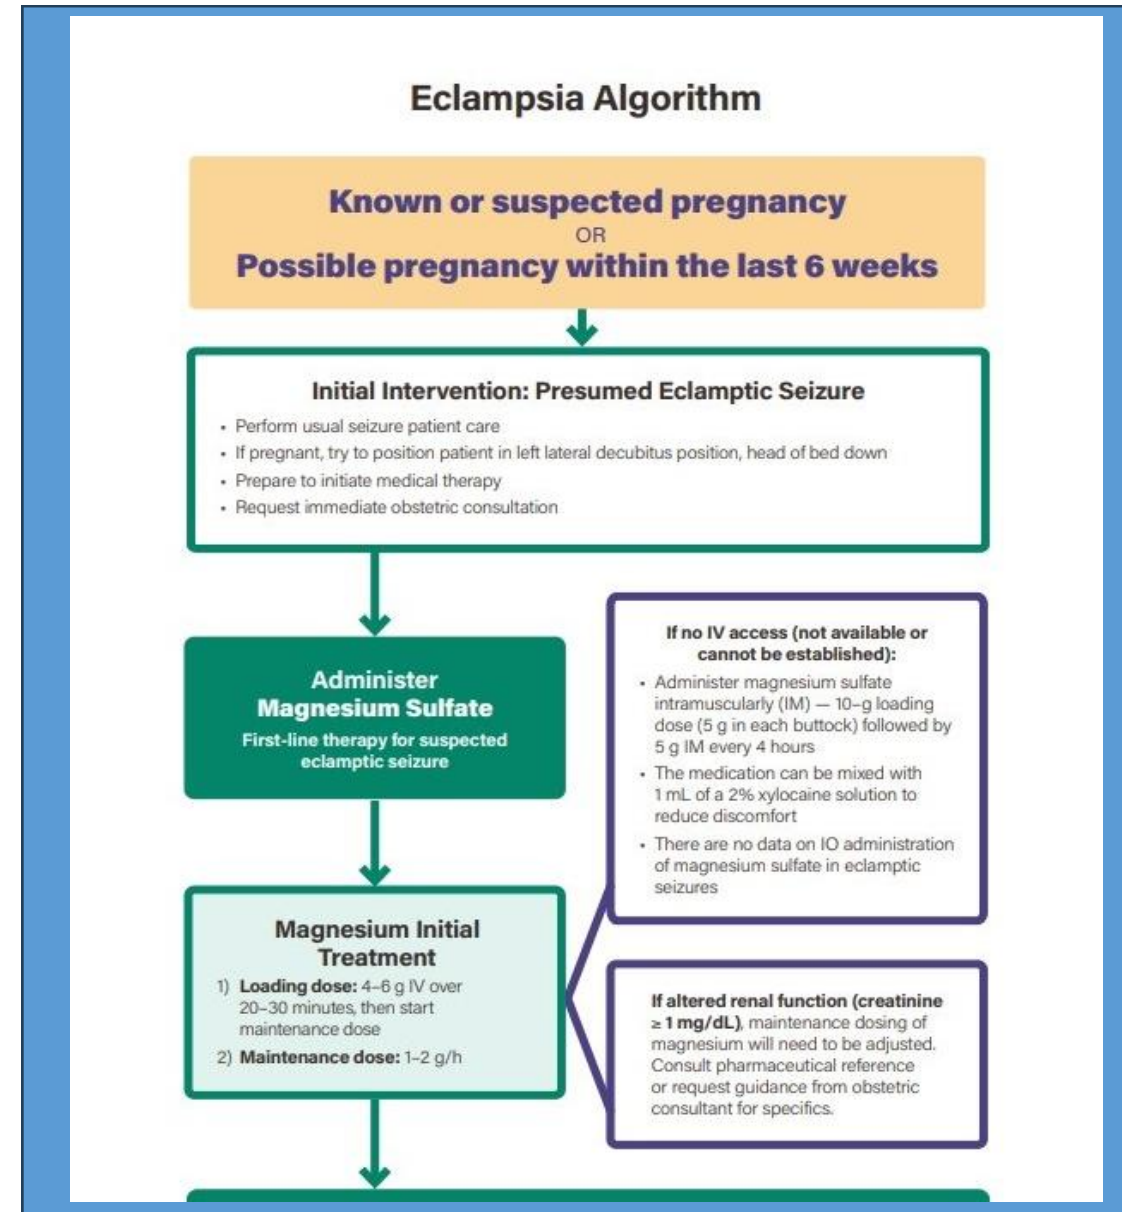 Eclampsia Algorithm
Known or suspected pregnancy
OR
Possible pregnancy within the last 6 weeks
Initial Intervention: Presumed Eclamptic Seizure
• Perform usual seizure patient care
• If pregnant, try to position patient in left lateral decubitus position, head of bed down
• Prepare to initiate medical therapy
• Request immediate obstetric consultation
Administer
Magnesium Sulfate
First-line therapy for suspected
eclamptic seizure
If no IV access (not available or
cannot be established):
• Administer magnesium sulfate
intramuscularly (IM) — 10-g loading
dose (5 g in each buttock) followed by
5 g IM every 4 hours
• The medication can be mixed with
1 mL of a 2% xylocaine solution to
reduce discomfort
• There are no data on IO administration
of magnesium sulfate in eclamptic
seizures
Magnesium Initial
Treatment
1) Loading dose: 4–6 g IV over
20–30 minutes, then start
maintenance dose
2) Maintenance dose: 1–2 g/h
If altered renal function (creatinine
≥ 1 mg/dL), maintenance dosing of
magnesium will need to be adjusted.
Consult pharmaceutical reference
or request guidance from obstetric
consultant for specifics.